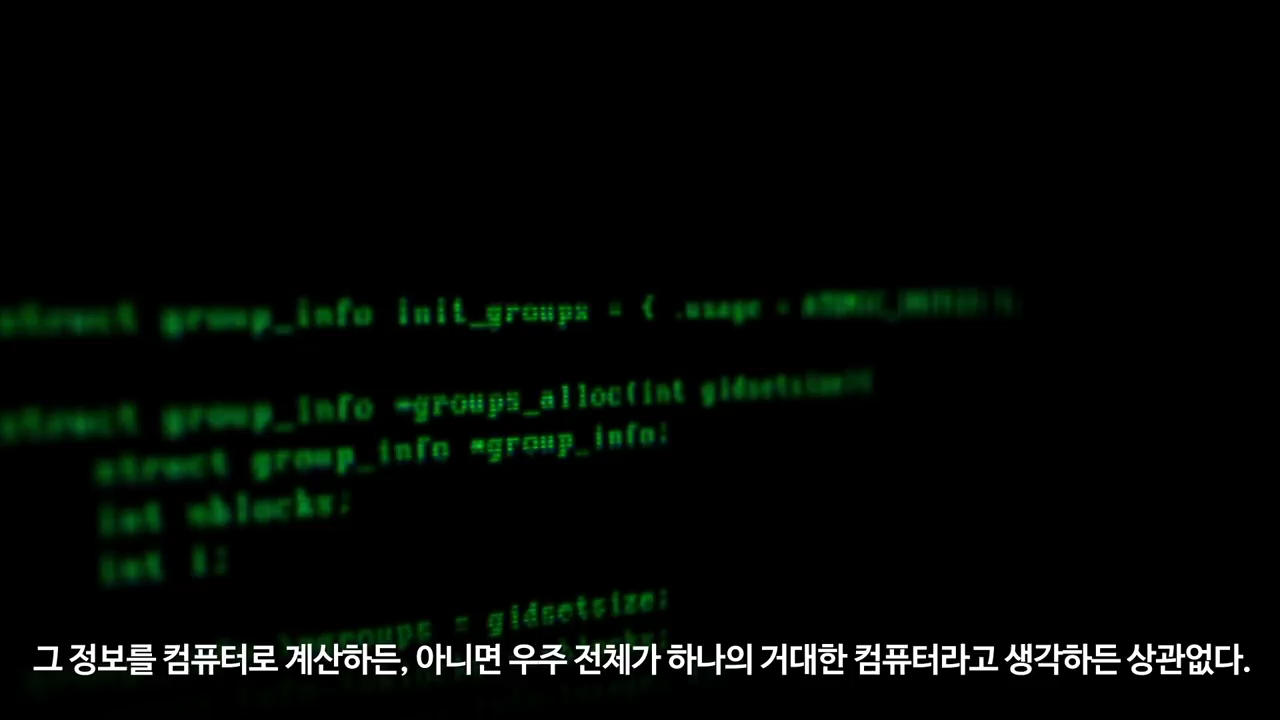 struct group_info init_groups = { .usage =
struct group_info *groups_alloc(int gidsetsize){
struct group_info *group_info;
int nblocks;
int i;
groups = gidsetsize;
그 정보를 컴퓨터로 계산하든, 아니면 우주 전체가 하나의 거대한 컴퓨터라고 생각하든 상관없다.